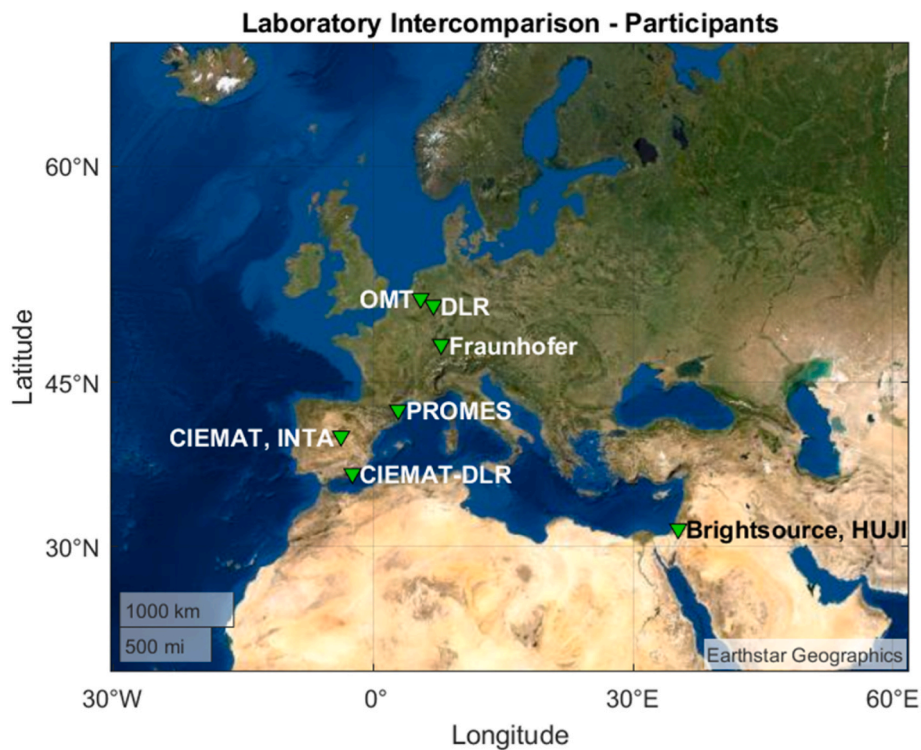 Laboratory Intercomparison - Participants
60°N
OMT
DLR
Fraunhofer
Latitude
45°N
PROMES
CIEMAT, INTA
CIEMAT-DLR
Brightsource, HUJI
30°N
1000 km
500 mi
Earthstar Geographics
30°W
0°
30°E
60°E
Longitude